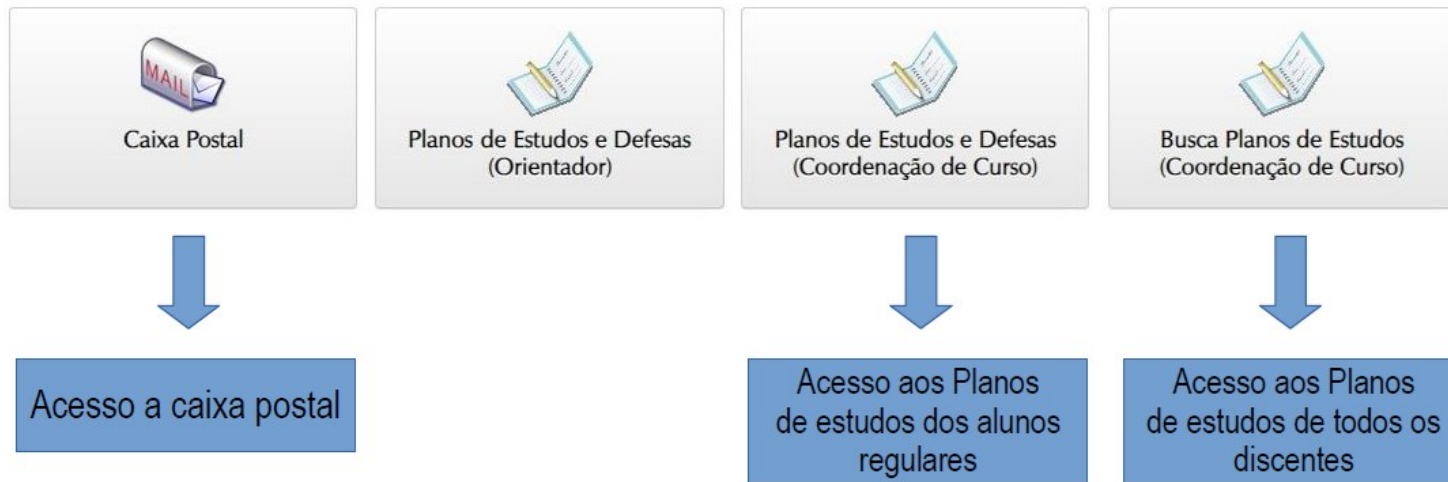 MAIL
Caixa Postal
Planos de Estudos e Defesas
(Orientador)
Planos de Estudos e Defesas
(Coordenação de Curso)
Busca Planos de Estudos
(Coordenação de Curso)
Acesso a caixa postal
Acesso aos Planos
de estudos dos alunos
regulares
Acesso aos Planos
de estudos de todos os
discentes